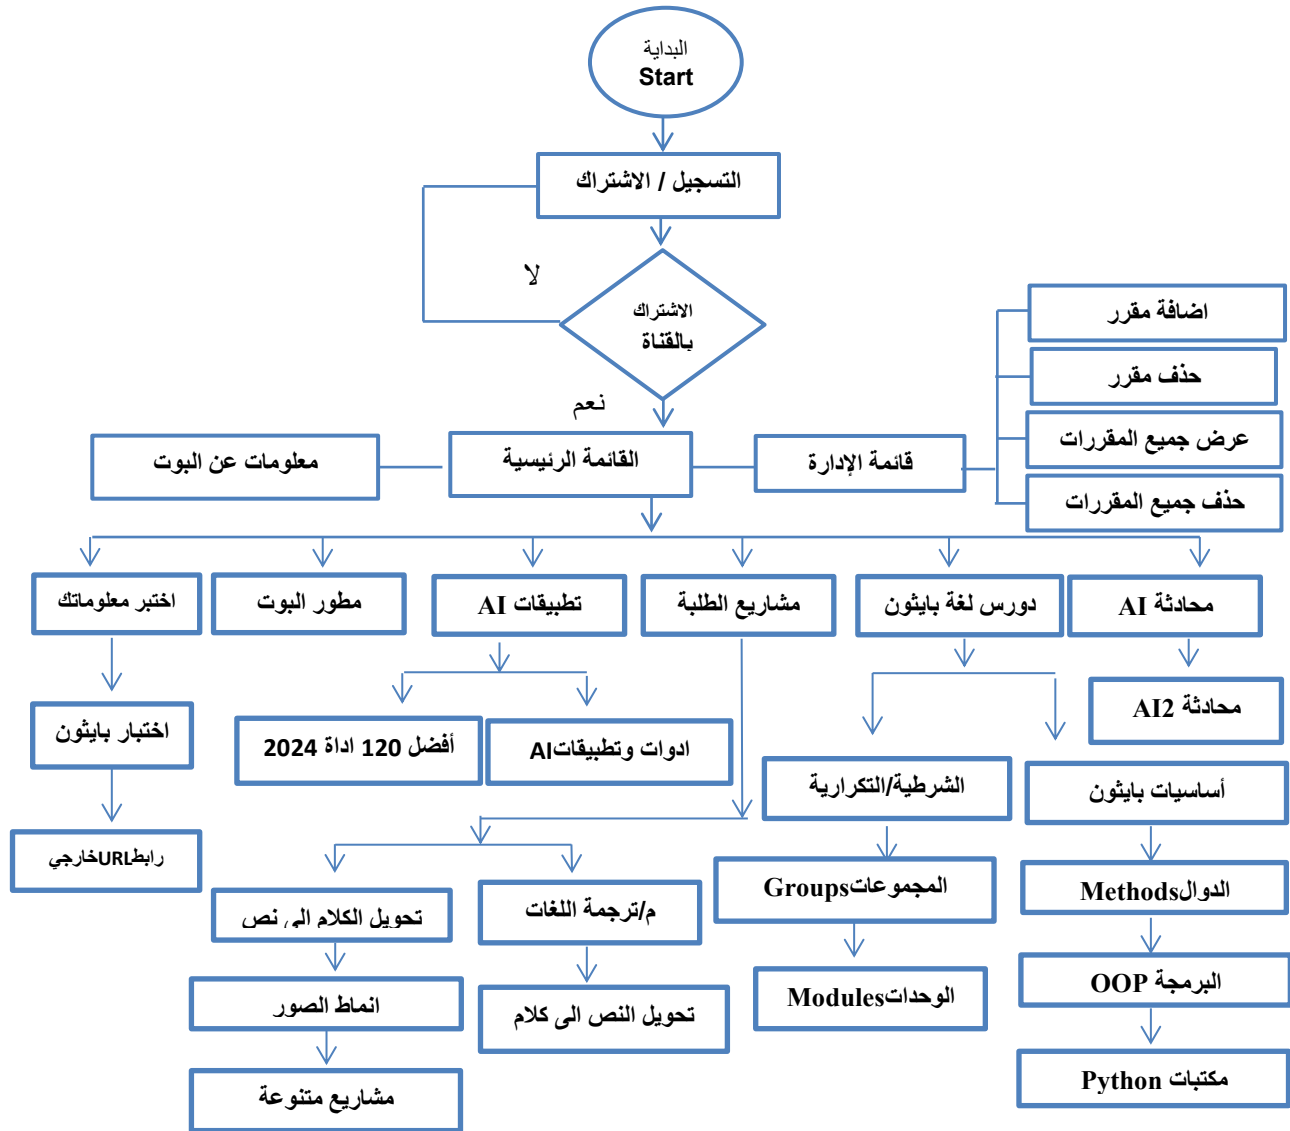 البداية
Start
التسجيل / الاشتراك
لا
الاشتراك
بالقناة
نعم
اضافة مقرر
حذف مقرر
عرض جميع المقررات
حذف جميع المقررات
قائمة الإدارة
القائمة الرئيسية
معلومات عن البوت
محادثة AI
دورس لغة بايثون
مشاريع الطلبة
تطبيقات AI
مطور البوت
اختبر معلوماتك
محادثة AI2
ادوات وتطبيقاتAI
أفضل 120 اداة 2024
اختبار بايثون
أساسيات بايثون
الشرطية/التكرارية
رابطURLخارجي
الدوالMethods
المجموعاتGroups
م/ترجمة اللغات
تحويل الكلام الى نص
البرمجة OOP
الوحداتModules
تحويل النص الى كلام
انماط الصور
مكتبات Python
مشاريع متنوعة